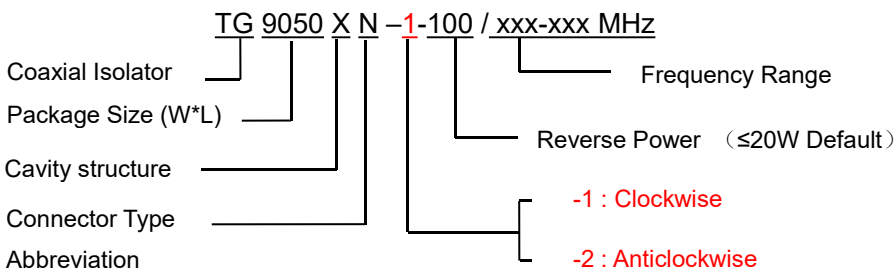 TG 9050 X N –1-100 / xxx-xxx MHz
Coaxial Isolator
Frequency Range
Package Size (W*L)
Reverse Power （≤20W Default）
Cavity structure
-1 : Clockwise
Connector Type
Abbreviation
-2 : Anticlockwise